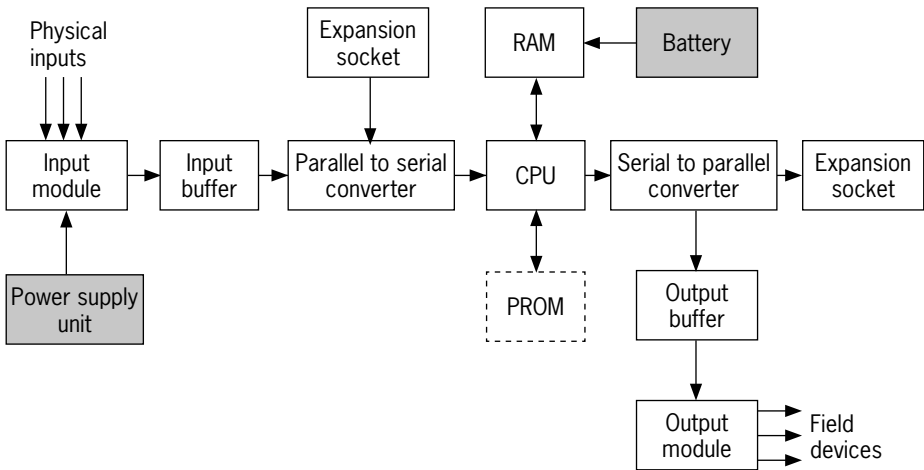 Physical
inputs
Expansion
socket
RAM
Battery
Input
module
Input
buffer
Parallel to serial
converter
CPU
Serial to parallel
converter
Expansion
socket
Power supply
unit
PROM
Output
buffer
Output
module
Field
devices